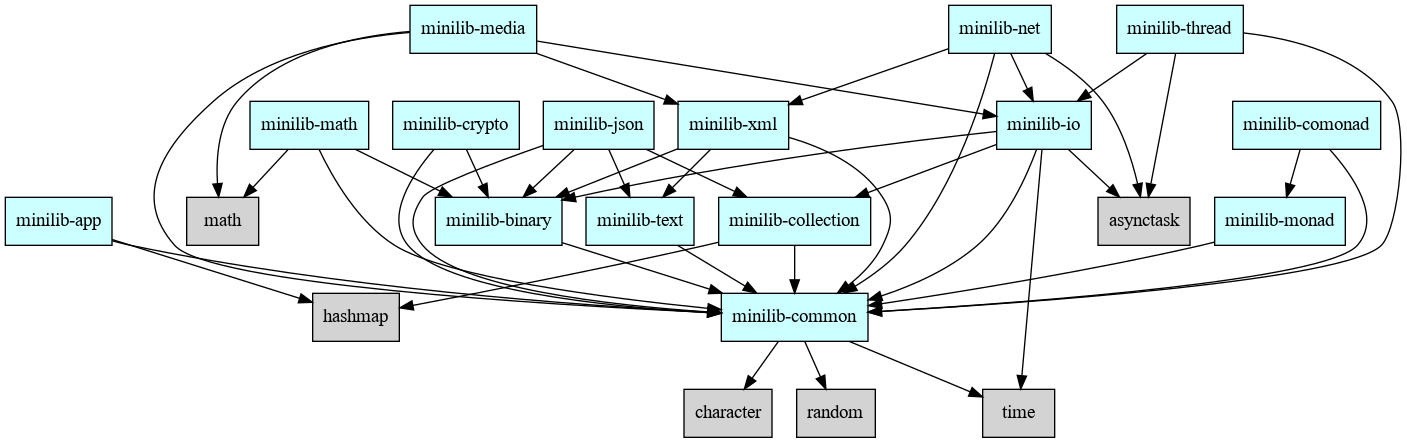 minilib-media
minilib-net
minilib-thread
minilib-math
minilib-crypto
minilib-json
minilib-xml
minilib-io
minilib-comonad
minilib-app
math
minilib-binary
minilib-text
minilib-collection
asynctask
minilib-monad
hashmap
minilib-common
character
random
time